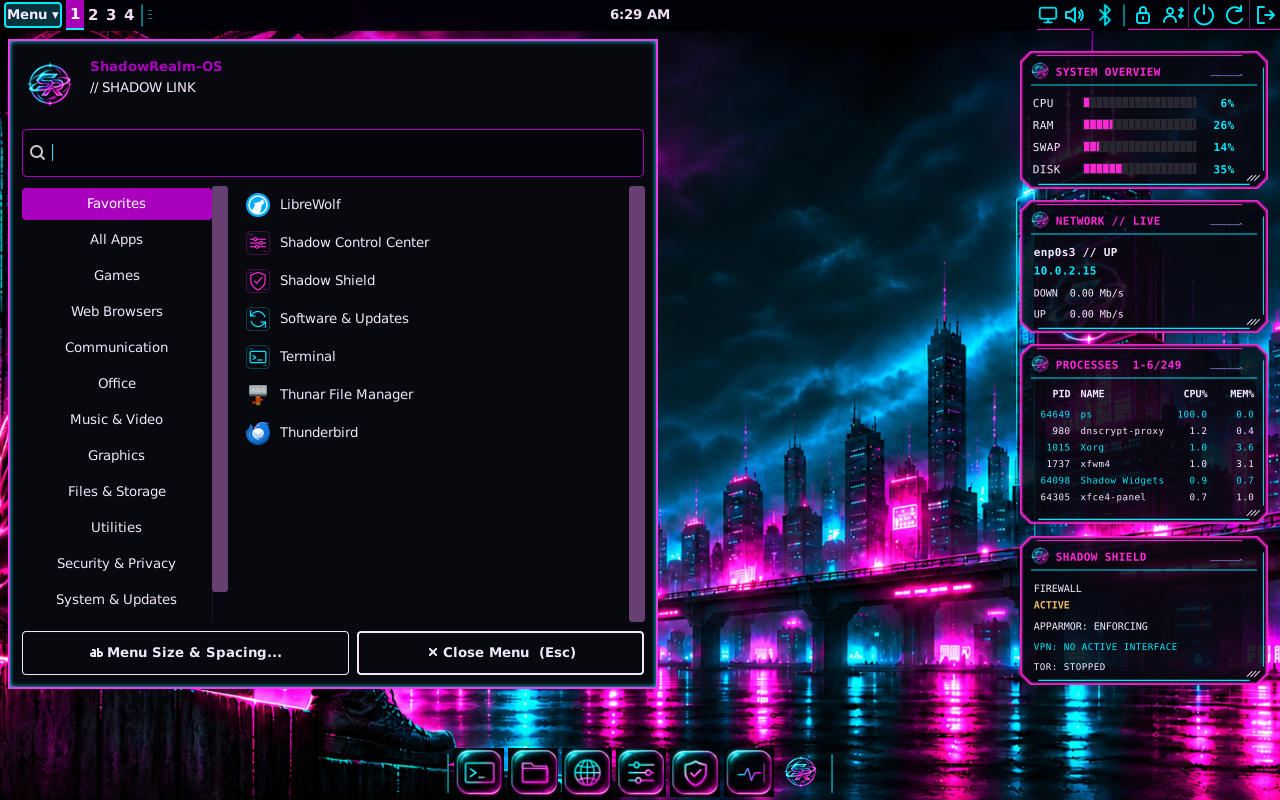 Menu ▾ 1 2 3 4 6:29 AM
ShadowRealm-OS
// SHADOW LINK
Favorites
All Apps
Games
Web Browsers
Communication
Office
Music & Video
Graphics
Files & Storage
Utilities
Security & Privacy
System & Updates
LibreWolf
Shadow Control Center
Shadow Shield
Software & Updates
Terminal
Thunar File Manager
Thunderbird
Menu Size & Spacing...
✕ Close Menu (Esc)
SYSTEM OVERVIEW
CPU 6%
RAM 26%
SWAP 14%
DISK 35%
NETWORK // LIVE
enp0s3 // UP
10.0.2.15
DOWN 0.00 Mb/s
UP 0.00 Mb/s
PROCESSES 1-6/249
PID NAME CPU% MEM%
64649 ps 100.0 0.0
980 dnscrypt-proxy 1.2 0.4
1015 Xorg 1.0 3.6
1737 xfwm4 1.0 3.1
64098 Shadow Widgets 0.9 0.7
64305 xfce4-panel 0.7 1.0
SHADOW SHIELD
FIREWALL
ACTIVE
APPARMOR: ENFORCING
VPN: NO ACTIVE INTERFACE
TOR: STOPPED